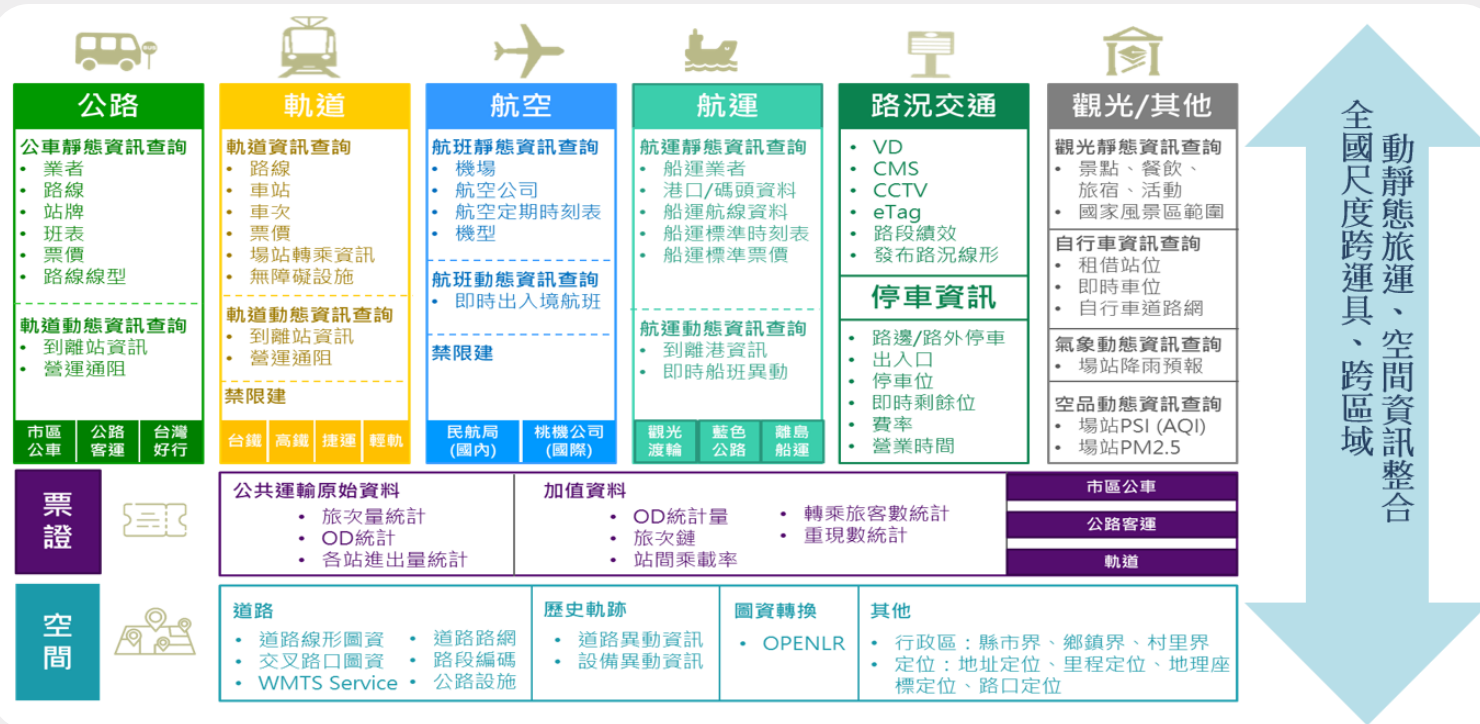 公路
公車靜態資訊查詢
• 業者
• 路線
• 站牌
• 班表
• 票價
• 路線線型
軌道動態資訊查詢
• 到離站資訊
• 營運通阻
市區
公車
公路
客運
台灣
好行
軌道
軌道資訊查詢
• 路線
• 車站
• 車次
• 票價
• 場站轉乘資訊
• 無障礙設施
軌道動態資訊查詢
• 到離站資訊
• 營運通阻
禁限建
台鐵
高鐵
捷運
輕軌
航空
航班靜態資訊查詢
• 機場
• 航空公司
• 航空定期時刻表
• 機型
航班動態資訊查詢
• 即時出入境航班
禁限建
民航局
(國內)
桃機公司
(國際)
航運
航運靜態資訊查詢
• 船運業者
• 港口/碼頭資料
• 船運航線資料
• 船運標準時刻表
• 船運標準票價
航運動態資訊查詢
• 到離港資訊
• 即時船班異動
觀光
渡輪
藍色
公路
離島
船運
路況交通
• VD
• CMS
• CCTV
• eTag
• 路段績效
• 發布路況線形
停車資訊
• 路邊/路外停車
• 出入口
• 停車位
• 即時剩餘位
• 費率
• 營業時間
觀光/其他
觀光靜態資訊查詢
• 景點、餐飲、
旅宿、活動
• 國家風景區範圍
自行車資訊查詢
• 租借站位
• 即時車位
• 自行車道路網
氣象動態資訊查詢
• 場站降雨預報
空品動態資訊查詢
• 場站PSI (AQI)
• 場站PM2.5
動靜態旅運、空間資訊整合
全國尺度跨運具、跨區域
票證
公共運輸原始資料
• 旅次量統計
• OD統計
• 各站進出量統計
加值資料
• OD統計量
• 旅次鏈
• 站間乘載率
• 轉乘旅客數統計
• 重現數統計
市區公車
公路客運
軌道
空間
道路
• 道路線形圖資
• 交叉路口圖資
• WMTS Service
• 道路路網
• 路段編碼
• 公路設施
歷史軌跡
• 道路異動資訊
• 設備異動資訊
圖資轉換
• OPENLR
其他
• 行政區：縣市界、鄉鎮界、村里界
• 定位：地址定位、里程定位、地理座
標定位、路口定位